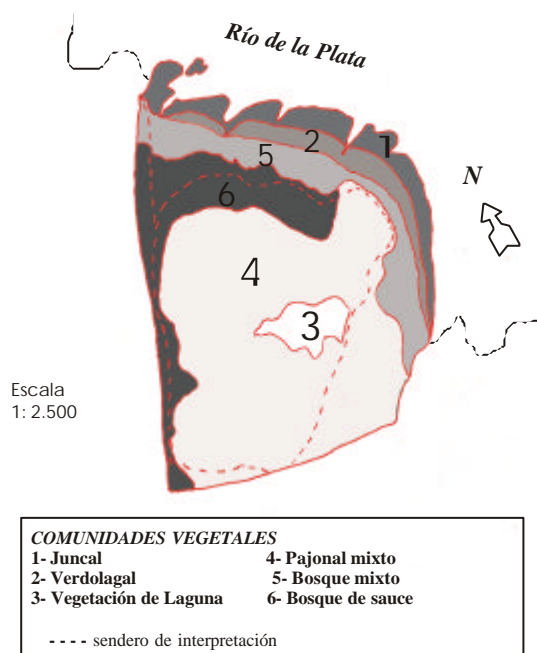 Río de la Plata
1
2
5
N
6
4
3
Escala
1: 2.500
COMUNIDADES VEGETALES
1- Juncal 4- Pajonal mixto
2- Verdolagal 5- Bosque mixto
3- Vegetación de Laguna 6- Bosque de sauce
---- sendero de interpretación